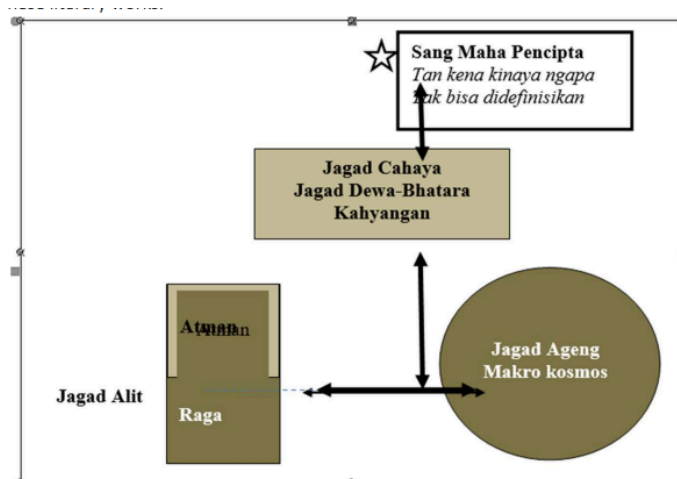 Sang Maha Pencipta
Tan kena kinaya ngapa
Tak bisa didefinisikan
Jagad Cahaya
Jagad Dewa-Bhatara
Kahyangan
Atman
Atman
Jagad Ageng
Makro kosmos
Jagad Alit
Raga